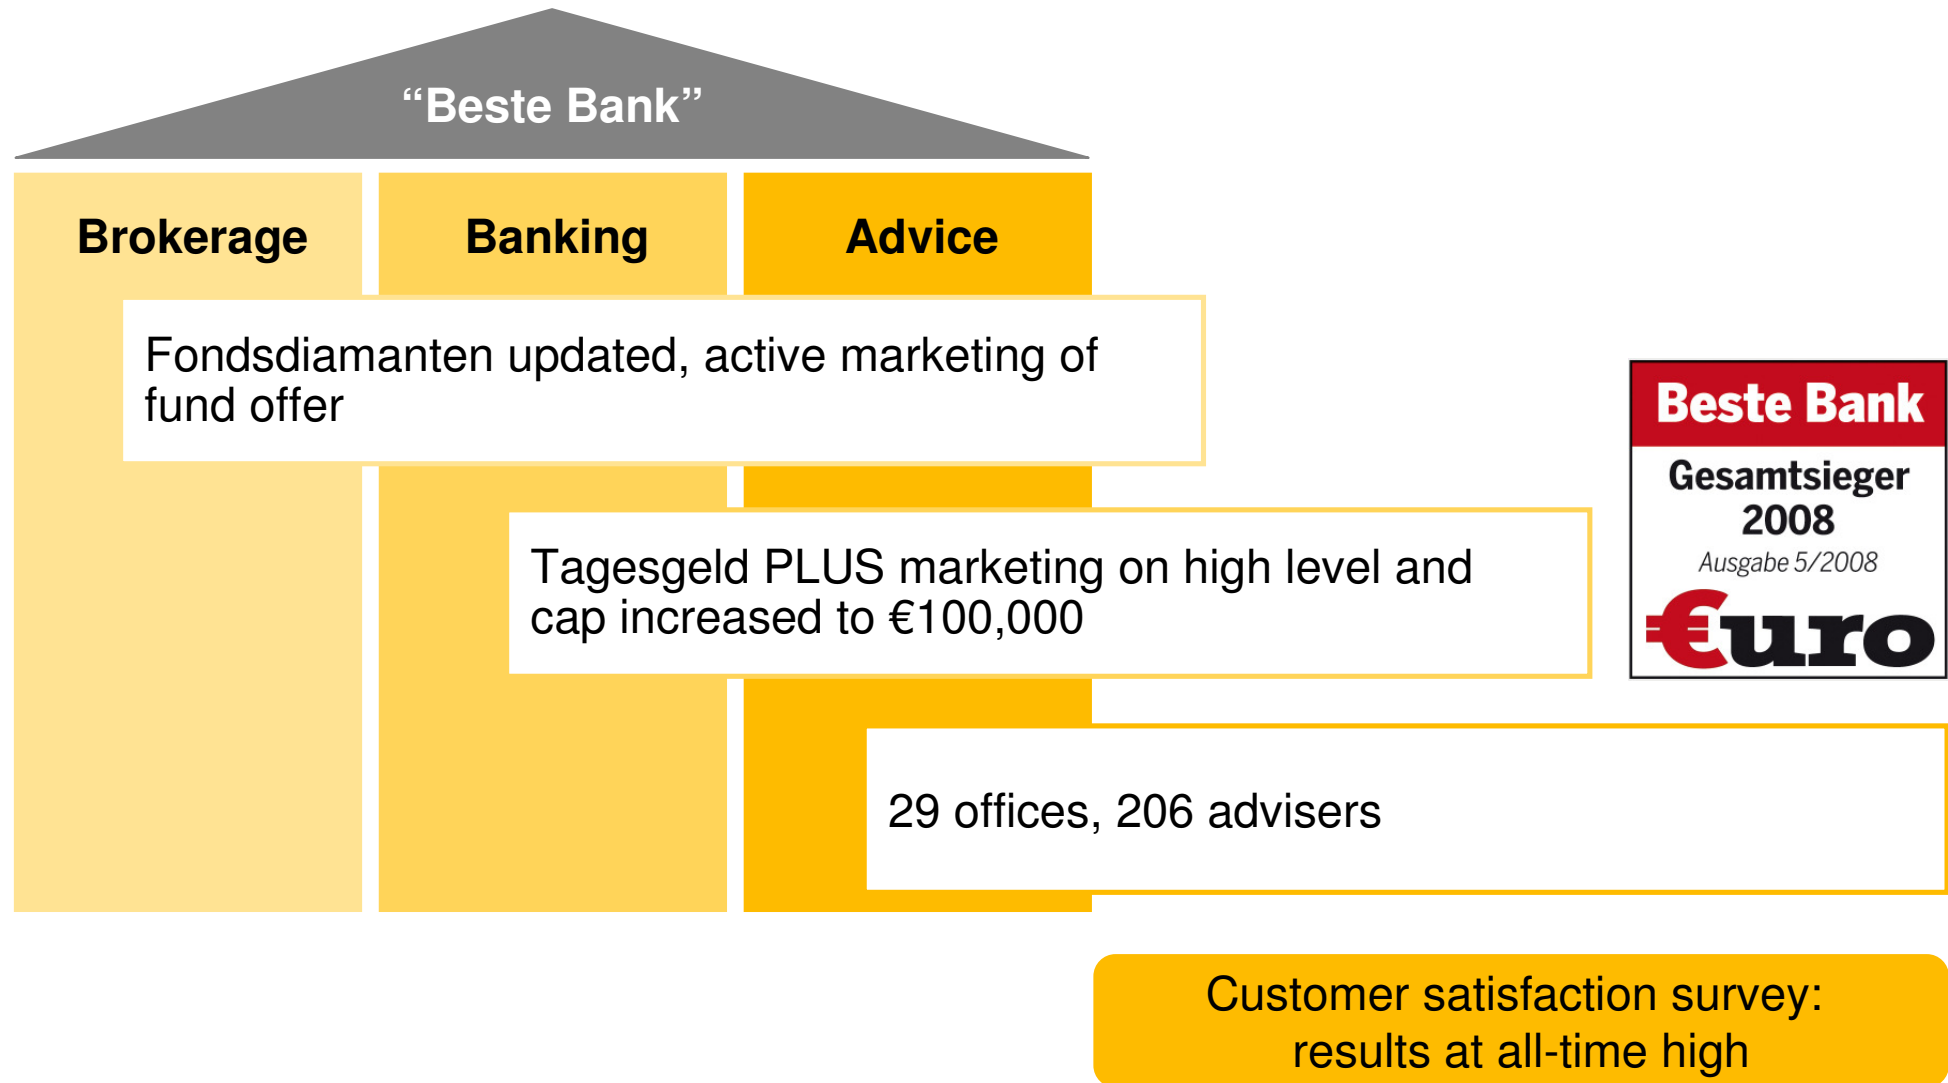 “Beste Bank”
Brokerage
Banking
Advice
Fondsdiamanten updated, active marketing of
fund offer
Tagesgeld PLUS marketing on high level and
cap increased to €100,000
29 offices, 206 advisers
Beste Bank
Gesamtsieger
2008
Ausgabe 5/2008
€uro
Customer satisfaction survey:
results at all-time high